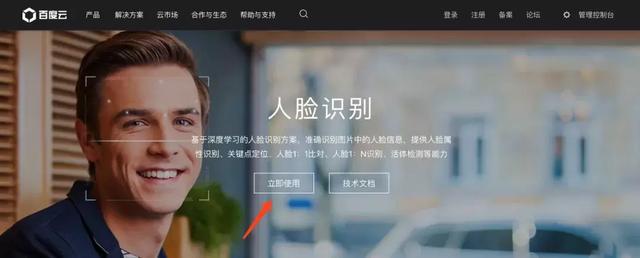 百度云 产品 解决方案 云市场 合作与生态 帮助与支持 登录 注册 备案 论坛 管理控制台
人脸识别
基于深度学习的人脸识别方案，准确识别图片中的人脸信息，提供人脸属
性识别、关键点定位、人脸1：1比对、人脸1：N识别、活体检测等能力
立即使用 技术文档